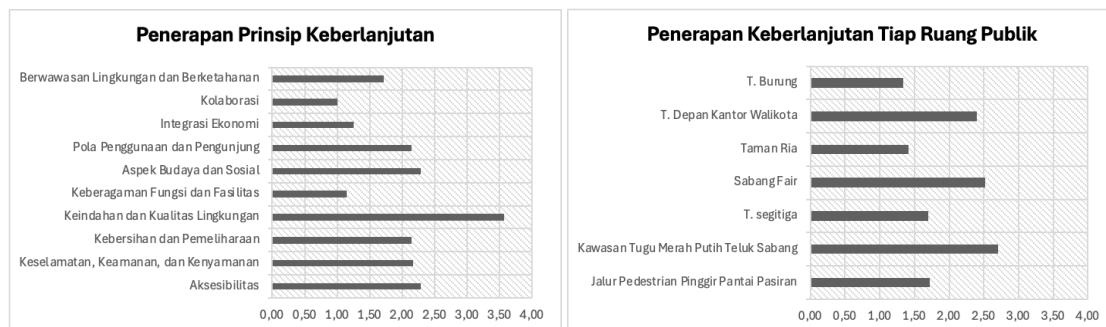 Penerapan Prinsip Keberlanjutan
Berwawasan Lingkungan dan Berketahanan
Kolaborasi
Integrasi Ekonomi
Pola Penggunaan dan Pengunjung
Aspek Budaya dan Sosial
Keberagaman Fungsi dan Fasilitas
Keindahan dan Kualitas Lingkungan
Kebersihan dan Pemeliharaan
Keselamatan, Keamanan, dan Kenyamanan
Aksesibilitas
0,00 0,50 1,00 1,50 2,00 2,50 3,00 3,50 4,00
Penerapan Keberlanjutan Tiap Ruang Publik
T. Burung
T. Depan Kantor Walikota
Taman Ria
Sabang Fair
T. segitiga
Kawasan Tugu Merah Putih Teluk Sabang
Jalur Pedestrian Pinggir Pantai Pasiran
0,00 0,50 1,00 1,50 2,00 2,50 3,00 3,50 4,00